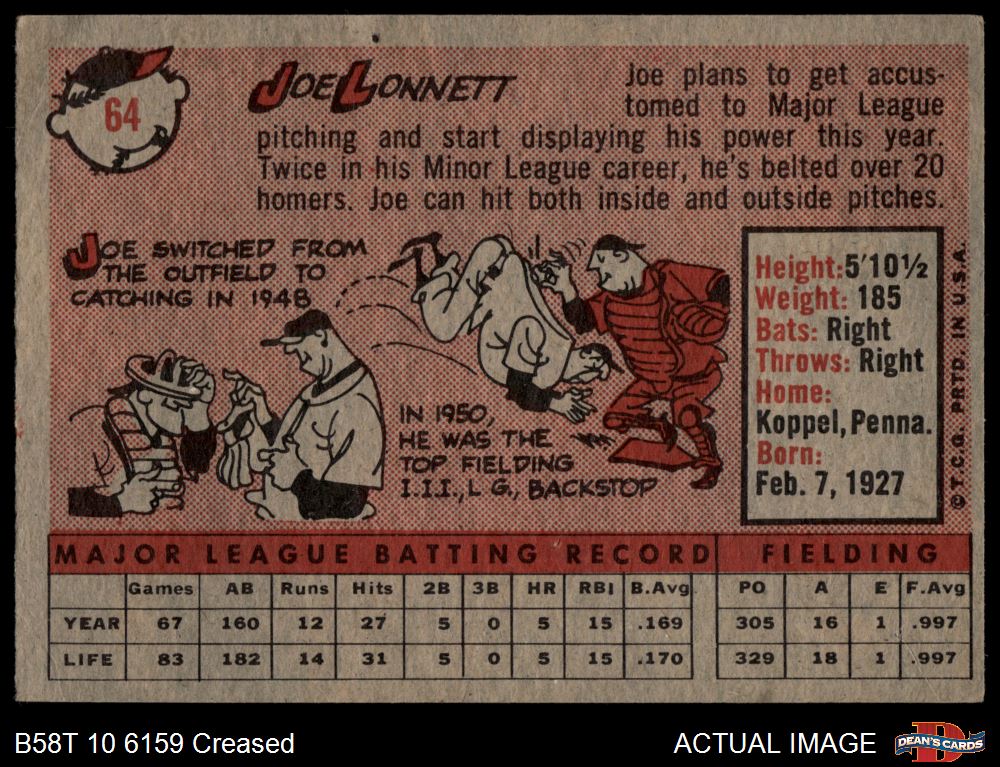 64
JOE LONNETT
Joe plans to get accus-
tomed to Major League
pitching and start displaying his power this year.
Twice in his Minor League career, he's belted over 20
homers. Joe can hit both inside and outside pitches.
JOE SWITCHED FROM
THE OUTFIELD TO
CATCHING IN 1948
IN 1950,
HE WAS THE
TOP FIELDING
I.I.I., L G., BACKSTOP
Height: 5'10½
Weight: 185
Bats: Right
Throws: Right
Home:
Koppel, Penna.
Born:
Feb. 7, 1927
© T.C.G. PRTD. IN U.S.A.
MAJOR LEAGUE BATTING RECORD FIELDING
Games AB Runs Hits 2B 3B HR RBI B.Avg. PO A E F.Avg
YEAR 67 160 12 27 5 0 5 15 .169 305 16 1 .997
LIFE 83 182 14 31 5 0 5 15 .170 329 18 1 .997
B58T 10 6159 Creased ACTUAL IMAGE DEAN'S CARDS